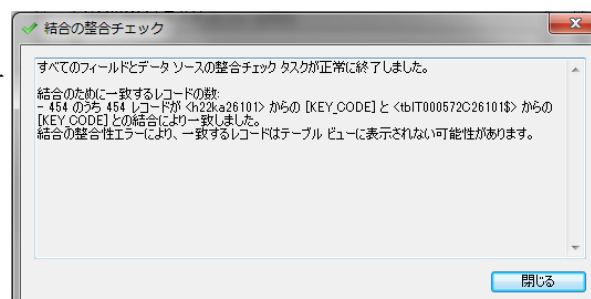 結合の整合チェック
すべてのフィールドとデータ ソースの整合チェック タスクが正常に終了しました。
結合のために一致するレコードの数:
- 454 のうち 454 レコードが <h22ka26101> からの [KEY_CODE] と <tblT000572C26101$> からの
[KEY_CODE] との結合により一致しました。
結合の整合性エラーにより、一致するレコードはテーブル ビューに表示されない可能性があります。
閉じる